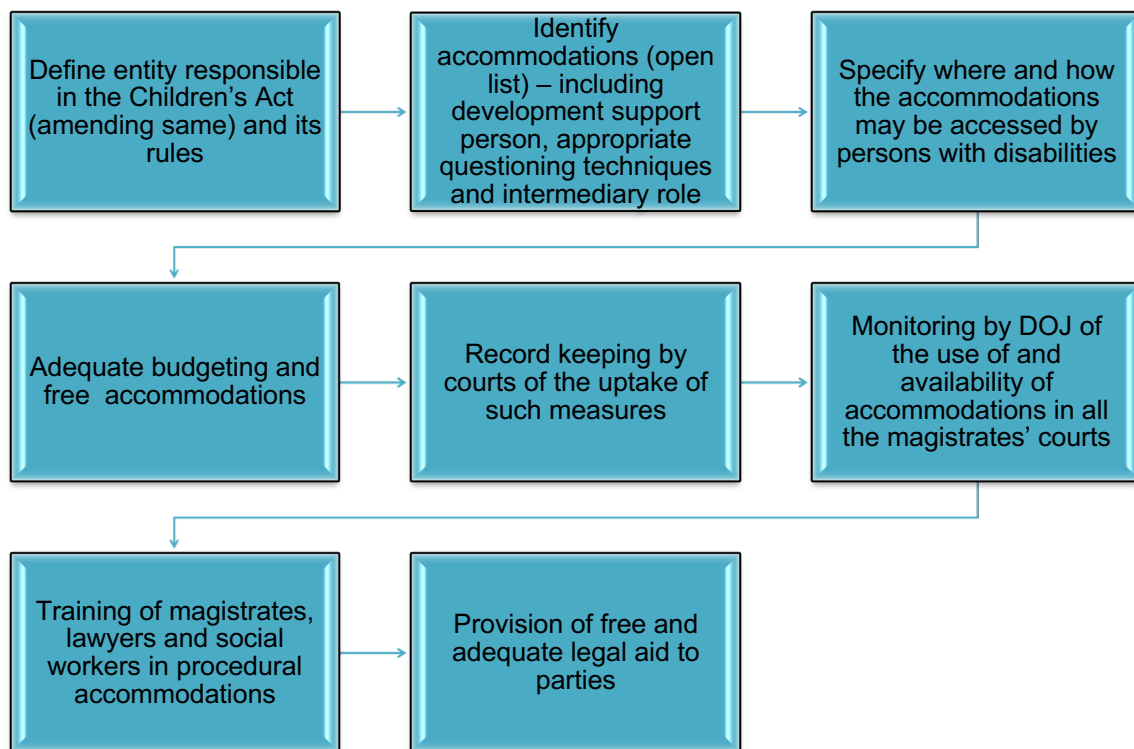 Define entity responsible
in the Children’s Act
(amending same) and its
rules
Identify
accommodations (open
list) – including
development support
person, appropriate
questioning techniques
and intermediary role
Specify where and how
the accommodations
may be accessed by
persons with disabilities
Adequate budgeting and
free  accommodations
Record keeping by
courts of the uptake of
such measures
Monitoring by DOJ of
the use of and
availability of
accommodations in all
the magistrates’ courts
Training of magistrates,
lawyers and social
workers in procedural
accommodations
Provision of free and
adequate legal aid to
parties